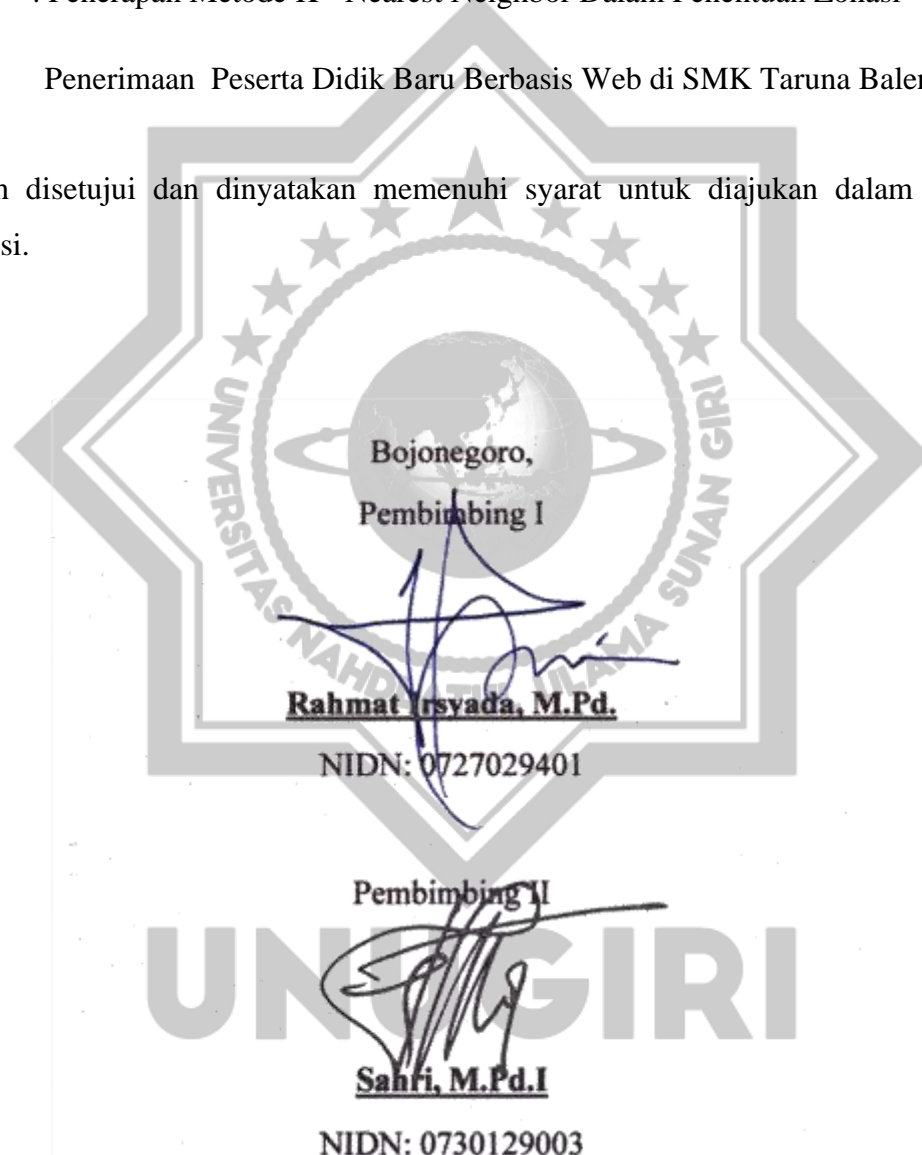 Penerapan Metode K - Nearest Neighbor Dalam Penentuan Zonasi
Penerimaan Peserta Didik Baru Berbasis Web di SMK Taruna Balen
disetujui dan dinyatakan memenuhi syarat untuk diajukan dalam
si.
UNIVERSITAS NAHDLATUL ULAMA SUNAN GIRI
Bojonegoro,
Pembimbing I
Rahmat Irsyada, M.Pd.
NIDN: 0727029401
Pembimbing II
UNUGIRI
Sahri, M.Pd.I
NIDN: 0730129003